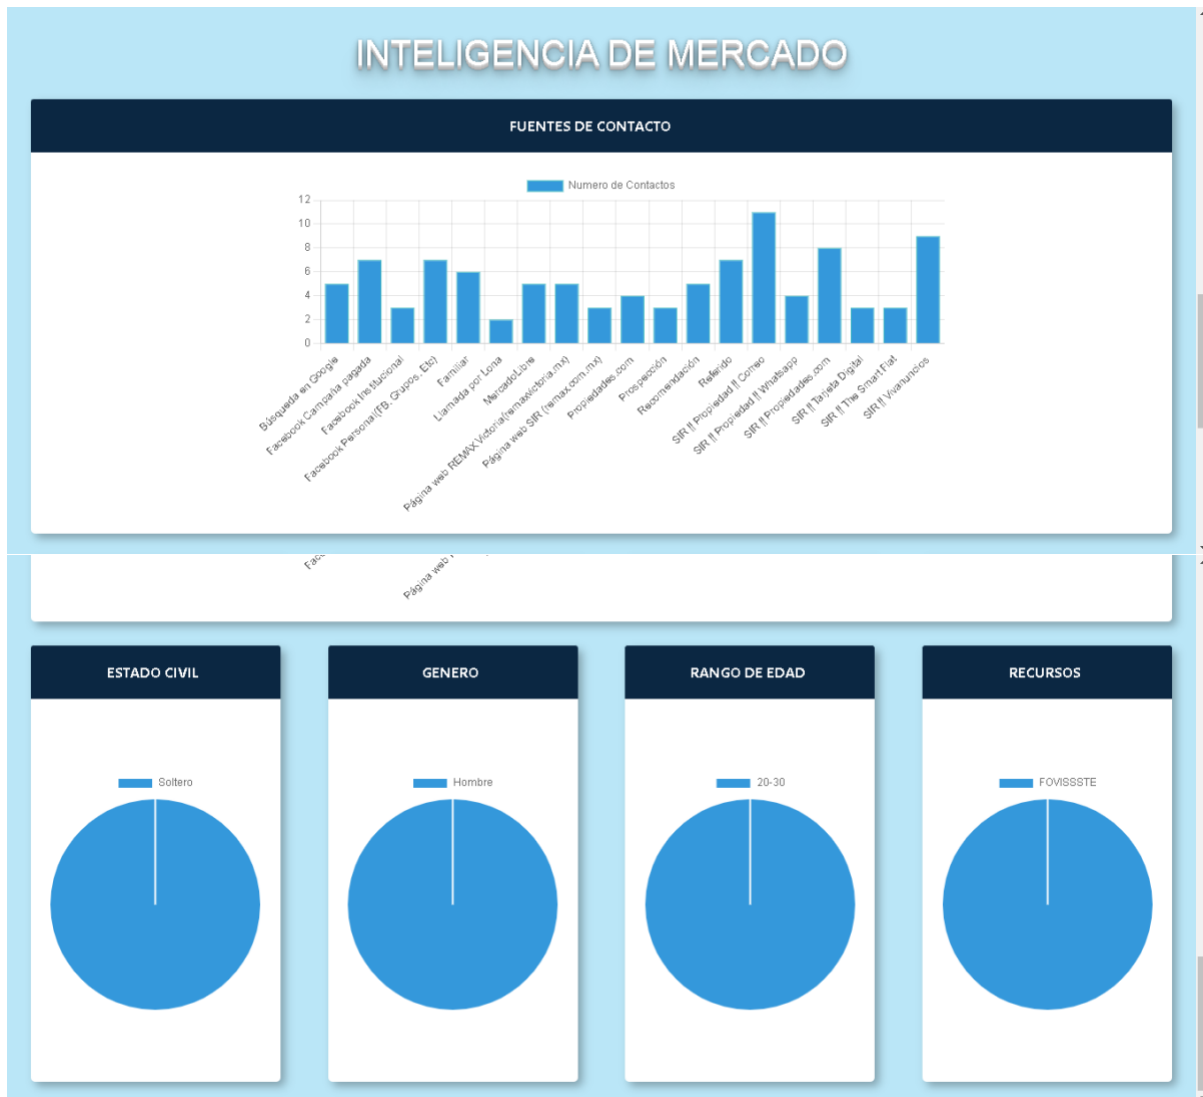 INTELIGENCIA DE MERCADO
FUENTES DE CONTACTO
Numero de Contactos
12
10
8
6
4
2
0
Búsqueda en Google
Facebook Campaña pagada
Facebook Institucional
Facebook Personal(FB, Grupos, Etc)
Familiar
Llamada por Lona
MercadoLibre
Página web REMAX Victoria(remaxvictoria.mx)
Página web SIR (remax.com.mx)
Propiedades.com
Prospección
Recomendación
Referido
SIR || Propiedad || Correo
SIR || Propiedad || Whatsapp
SIR || Propiedades.com
SIR || Tarjeta Digital
SIR || The Smart Flat
SIR || Vivanuncios
Página web
ESTADO CIVIL
Soltero
GENERO
Hombre
RANGO DE EDAD
20-30
RECURSOS
FOVISSSTE